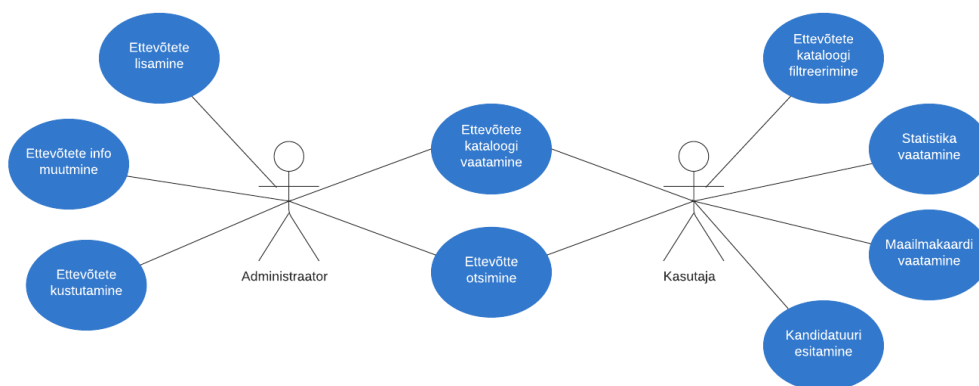 Ettevõtete
lisamine
Ettevõtete
kataloogi
filtreerimine
Ettevõtete info
muutmine
Ettevõtete
kataloogi
vaatamine
Statistika
vaatamine
Ettevõtete
kustutamine
Administraator
Ettevõtte
otsimine
Kasutaja
Maailmakaardi
vaatamine
Kandidatuuri
esitamine